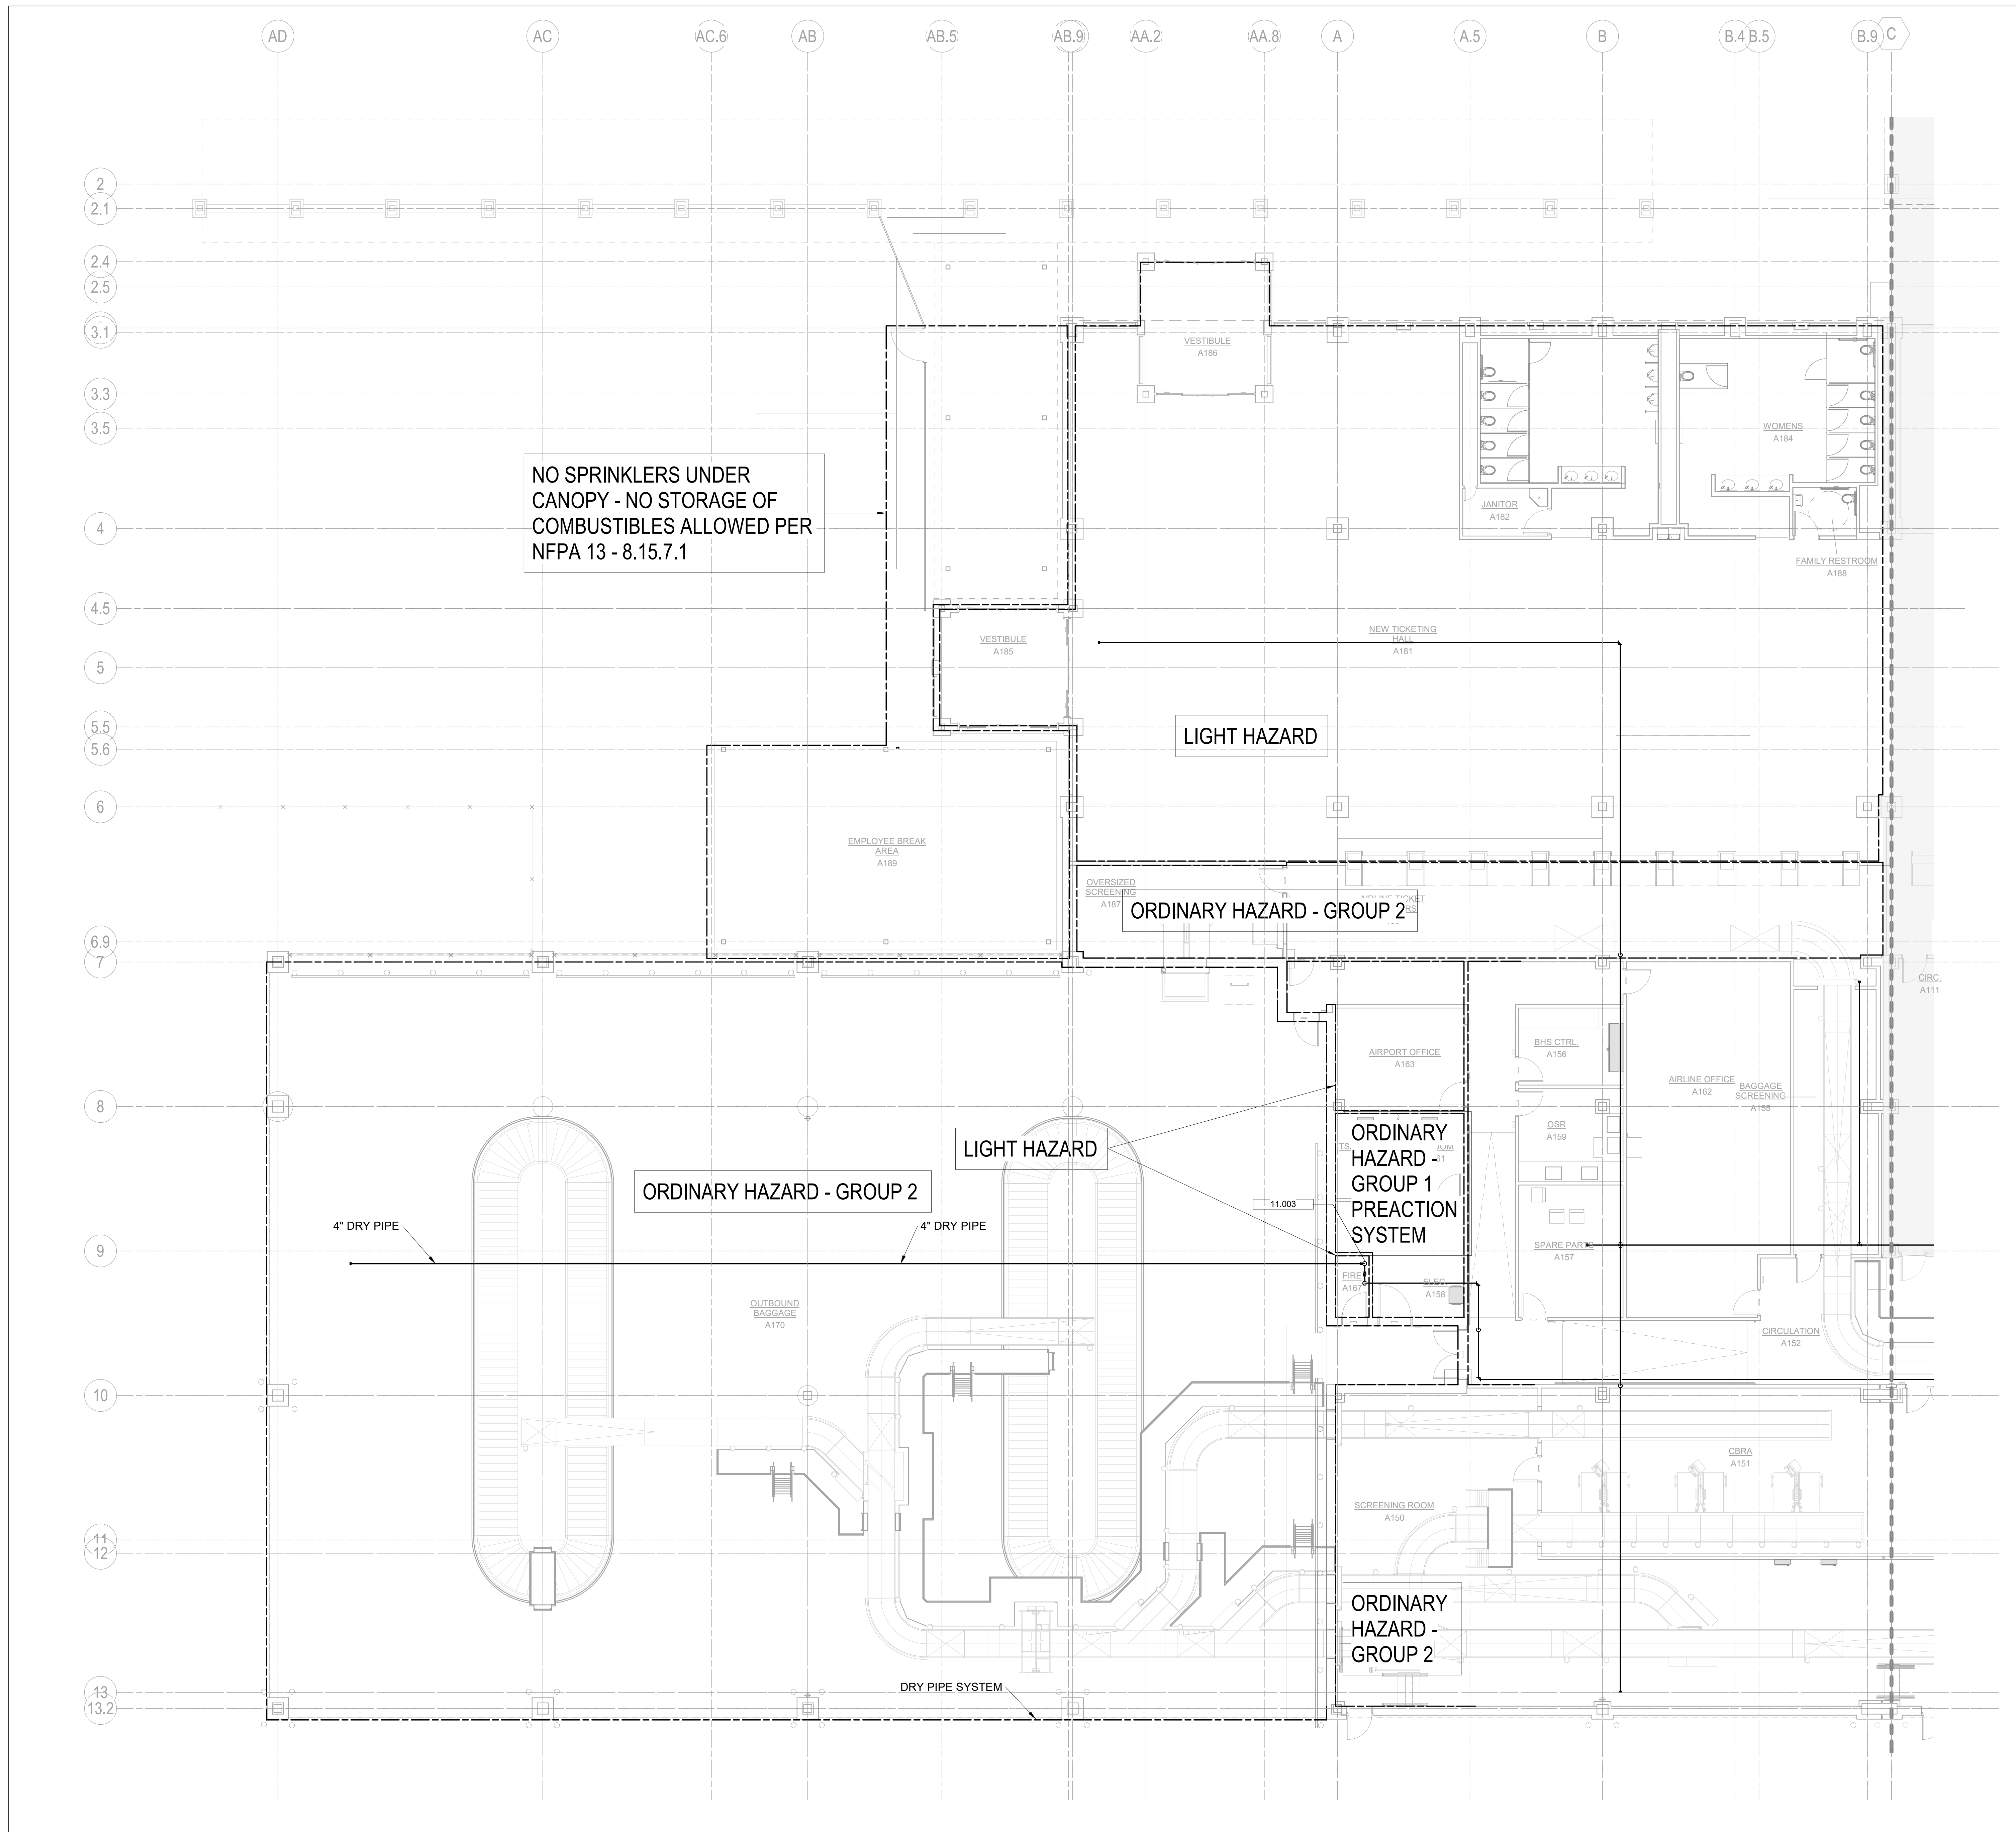 AD
AC
AC.6
AB
AB.5
AB.9
AA.2
AA.8
A
A.5
B
B.4
B.5
B.9
C
2
2.1
2.4
2.5
3.1
3.3
3.5
4
4.5
5
5.5
5.6
6
6.9
7
8
9
10
11
12
13
13.2
VESTIBULE
A186
WOMENS
A184
JANITOR
A182
FAMILY RESTROOM
A188
NO SPRINKLERS UNDER
CANOPY - NO STORAGE OF
COMBUSTIBLES ALLOWED PER
NFPA 13 - 8.15.7.1
VESTIBULE
A185
NEW TICKETING
HALL
A181
LIGHT HAZARD
EMPLOYEE BREAK
AREA
A189
OVERSIZED
SCREENING
A187
ORDINARY HAZARD - GROUP 2
CIRC.
A111
AIRPORT OFFICE
A163
BHS CTRL.
A156
AIRLINE OFFICE
A162
BAGGAGE
SCREENING
A155
OSR
A159
LIGHT HAZARD
ORDINARY
HAZARD -
GROUP 1
PREACTION
SYSTEM
ORDINARY HAZARD - GROUP 2
11.003
4" DRY PIPE
4" DRY PIPE
SPARE PARTS
A157
FIRE
A167
ELEC.
A158
OUTBOUND
BAGGAGE
A170
CIRCULATION
A152
CBRA
A151
SCREENING ROOM
A150
ORDINARY
HAZARD -
GROUP 2
DRY PIPE SYSTEM